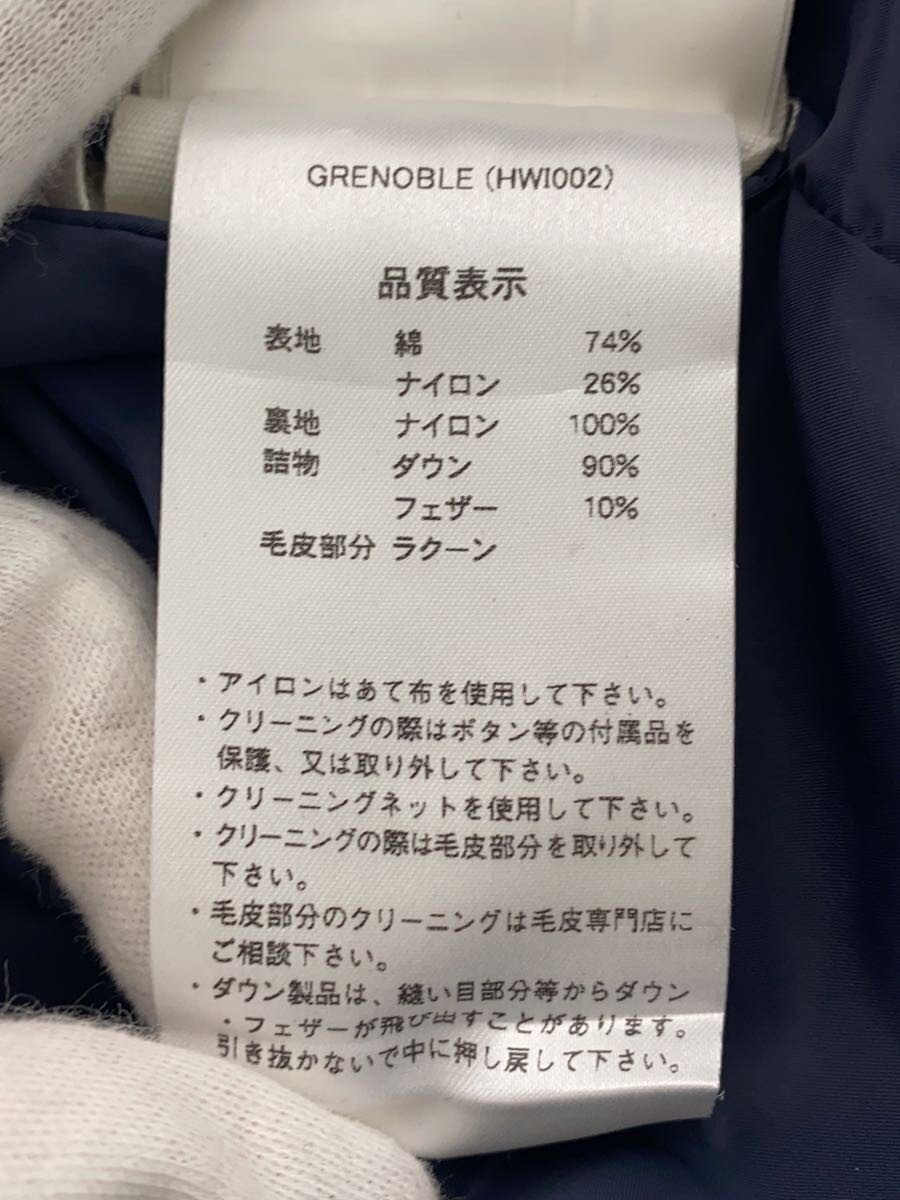 GRENOBLE (HWI002)
品質表示
表地 綿 74%
ナイロン 26%
裏地 ナイロン 100%
詰物 ダウン 90%
フェザー 10%
毛皮部分 ラクーン
・アイロンはあて布を使用して下さい。
・クリーニングの際はボタン等の付属品を
保護、又は取り外して下さい。
・クリーニングネットを使用して下さい。
・クリーニングの際は毛皮部分を取り外して
下さい。
・毛皮部分のクリーニングは毛皮専門店に
ご相談下さい。
・ダウン製品は、縫い目部分等からダウン
・フェザーが飛び出すことがあります。
引き抜かないで中に押し戻して下さい。